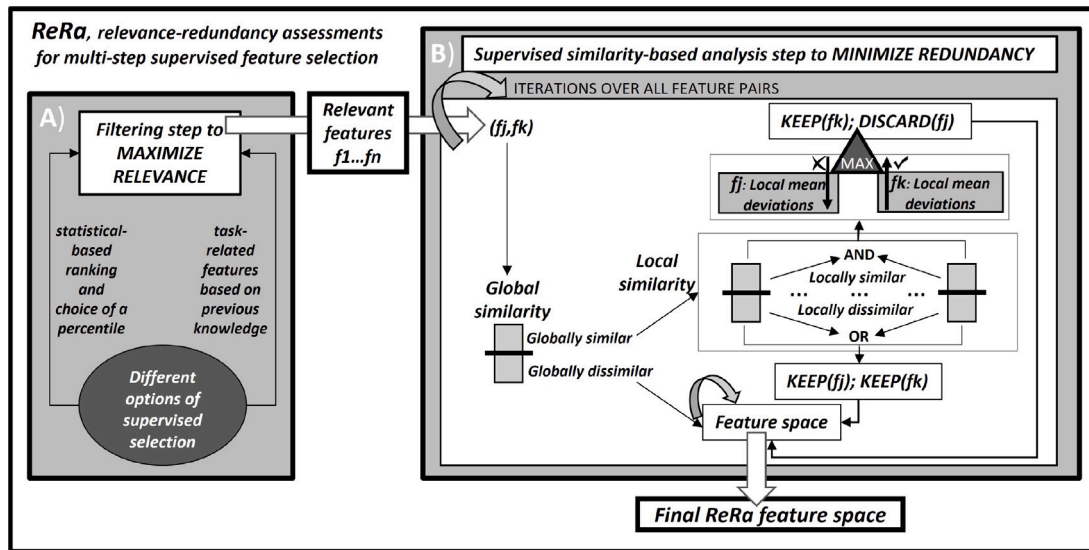 ReRa, relevance-redundancy assessments
for multi-step supervised feature selection
A)
Filtering step to
MAXIMIZE
RELEVANCE
statistical-
based
ranking
and
choice of a
percentile
task-
related
features
based on
previous
knowledge
Different
options of
supervised
selection
Relevant
features
f1...fn
B)
Supervised similarity-based analysis step to MINIMIZE REDUNDANCY
ITERATIONS OVER ALL FEATURE PAIRS
(fj,fk)
Global
similarity
Globally similar
Globally dissimilar
KEEP(fk); DISCARD(fj)
MAX
fj: Local mean
deviations
fk: Local mean
deviations
Local
similarity
AND
Locally similar
... ... ...
Locally dissimilar
OR
KEEP(fj); KEEP(fk)
Feature space
Final ReRa feature space